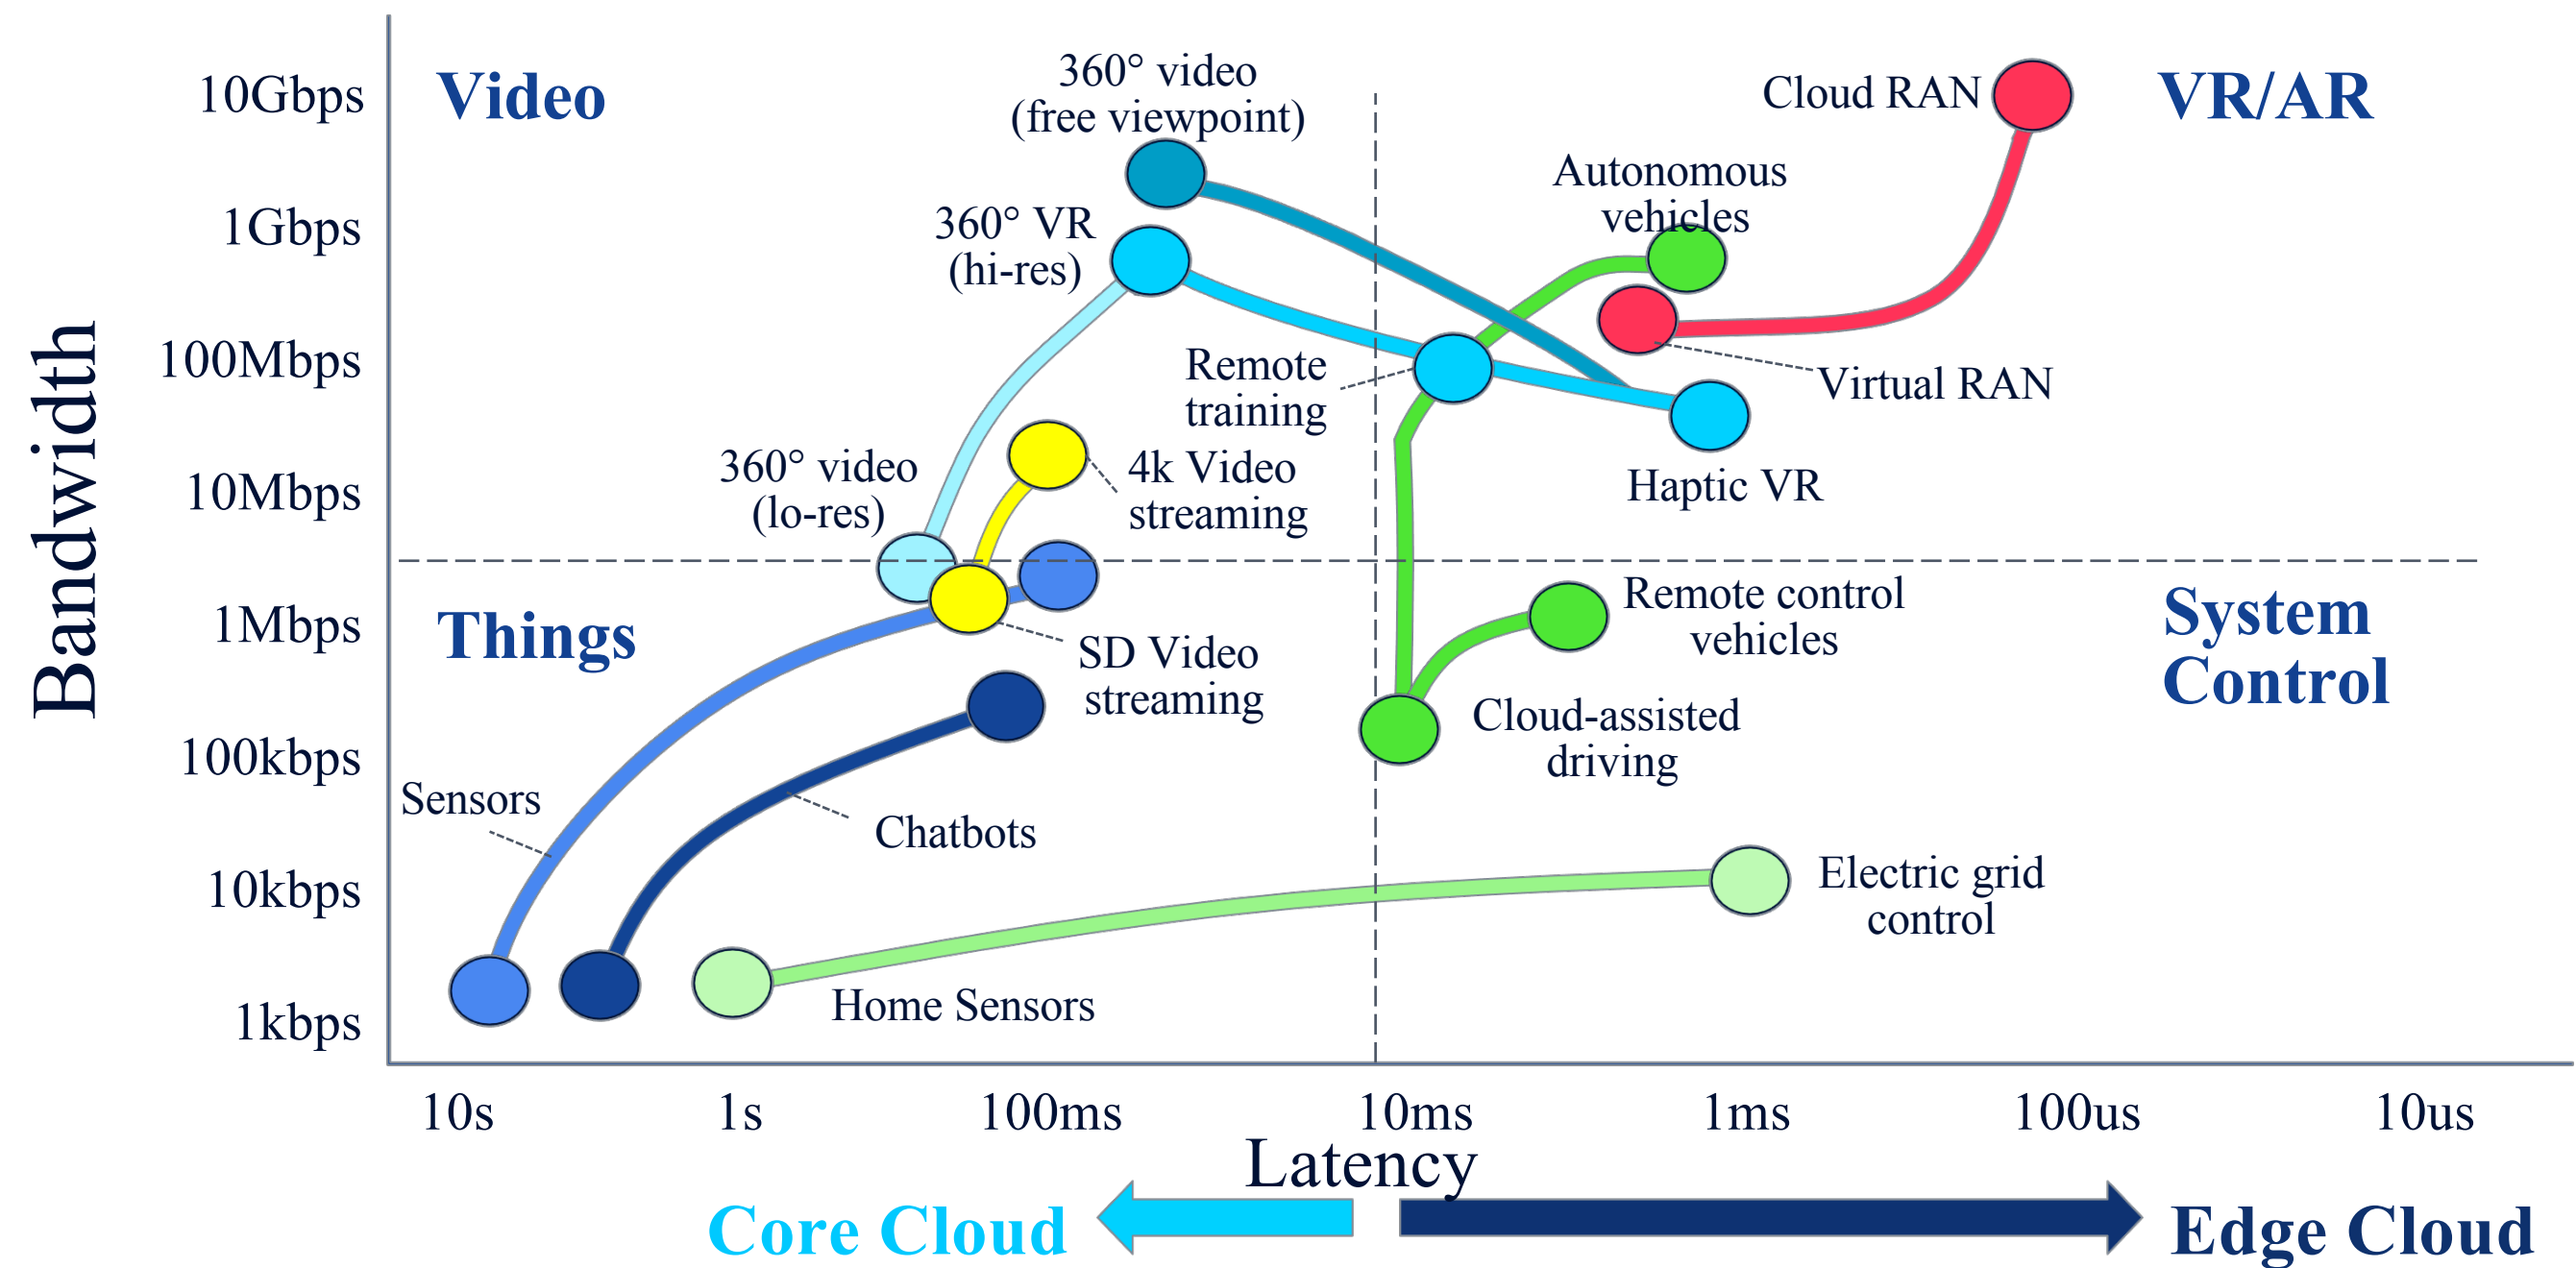 10Gbps
1Gbps
100Mbps
10Mbps
1Mbps
100kbps
10kbps
1kbps
Bandwidth
Video
VR/AR
Things
System
Control
360° video
(free viewpoint)
Cloud RAN
Autonomous
vehicles
360° VR
(hi-res)
Remote
training
Virtual RAN
360° video
(lo-res)
4k Video
streaming
Haptic VR
SD Video
streaming
Remote control
vehicles
Cloud-assisted
driving
Sensors
Chatbots
Electric grid
control
Home Sensors
10s
1s
100ms
10ms
1ms
100us
10us
Latency
Core Cloud
Edge Cloud